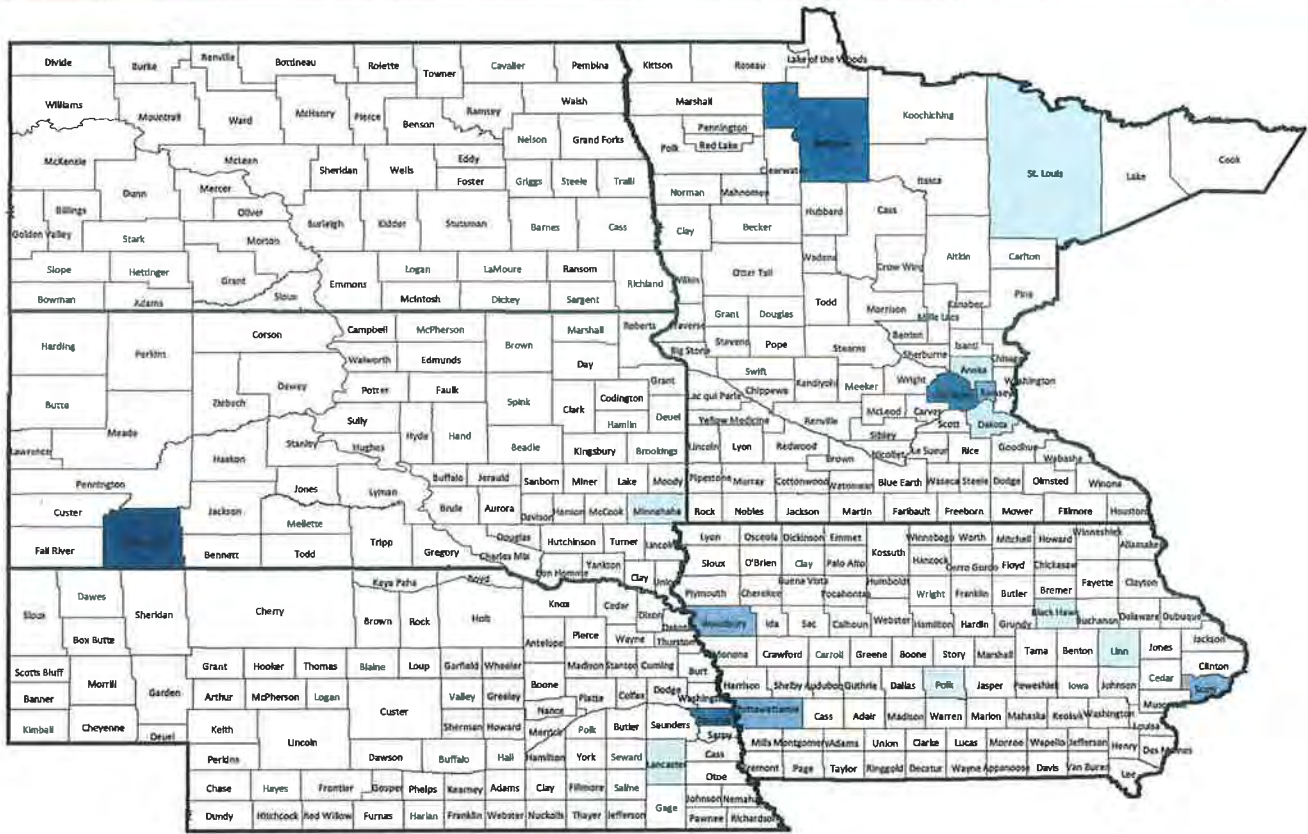 Divide Burke Renville Bottineau Rolette Towner Cavalier Pembina Kittson Roseau Lake of the Woods
Williams Mountrail Ward McHenry Pierce Benson Ramsey Walsh Marshall Koochiching
Nelson Grand Forks Pennington
Polk Red Lake
McKenzie McLean Sheridan Wells Eddy Clearwater Itasca St. Louis Lake Cook
Dunn Mercer Foster Griggs Steele Traill Norman Mahnomen
Billings Oliver Burleigh Kidder Stutsman Barnes Cass Clay Becker Hubbard Cass
Golden Valley Stark Morton
Slope Hettinger Grant Emmons Logan LaMoure Ransom Richland Wilkin Otter Tail Wadena Crow Wing Aitkin Carlton
Bowman Adams Sioux McIntosh Dickey Sargent Todd Morrison Mille Lacs Kanabec Pine
Harding Perkins Corson Campbell McPherson Brown Marshall Roberts Traverse Grant Douglas
Walworth Edmunds Day Big Stone Stevens Pope Stearns Benton Isanti
Butte Ziebach Dewey Potter Faulk Spink Grant Swift Sherburne Chisago
Meade Sully Clark Codington Lac qui Parle Chippewa Kandiyohi Meeker Wright Anoka Washington
Ramsey
Hyde Hand Hamlin Deuel Yellow Medicine Renville McLeod Carver Dakota
Lawrence Haakon Stanley Hughes Beadle Kingsbury Brookings Lincoln Lyon Redwood Sibley Scott
Brown Nicollet Le Sueur Rice Goodhue Wabasha
Pennington Jones Lyman Buffalo Jerauld Sanborn Miner Lake Moody Pipestone Murray Cottonwood Watonwan Blue Earth Waseca Steele Dodge Olmsted Winona
Custer Jackson Mellette Brule Aurora Davison Hanson McCook Minnehaha Rock Nobles Jackson Martin Faribault Freeborn Mower Fillmore Houston
Fall River Bennett Todd Tripp Gregory Douglas Hutchinson Turner Lincoln Lyon Osceola Dickinson Emmet Kossuth Winnebago Worth Mitchell Howard Winneshiek Allamakee
Charles Mix Bon Homme Yankton Clay Union Sioux O'Brien Clay Palo Alto Hancock Cerro Gordo Floyd Chickasaw
Sioux Dawes Sheridan Cherry Keya Paha Boyd Knox Cedar Dixon Plymouth Cherokee Buena Vista Pocahontas Humboldt Wright Franklin Butler Bremer Fayette Clayton
Box Butte Brown Rock Holt Antelope Pierce Wayne Dakota Thurston Woodbury Ida Sac Calhoun Webster Hamilton Hardin Grundy Black Hawk Buchanan Delaware Dubuque
Scotts Bluff Grant Hooker Thomas Blaine Loup Garfield Wheeler Madison Stanton Cuming Burt Monona Crawford Carroll Greene Boone Story Marshall Tama Benton Linn Jones Jackson
Banner Morrill Garden Arthur McPherson Logan Custer Valley Greeley Boone Platte Colfax Dodge Washington Harrison Shelby Audubon Guthrie Dallas Polk Jasper Poweshiek Iowa Johnson Cedar Clinton
Nance Scott
Kimball Cheyenne Deuel Keith Lincoln Sherman Howard Merrick Polk Butler Saunders Sarpy Pottawattamie Cass Adair Madison Warren Marion Mahaska Keokuk Washington Louisa
Perkins Dawson Buffalo Hall Hamilton York Seward Lancaster Cass Mills Montgomery Adams Union Clarke Lucas Monroe Wapello Jefferson Henry Des Moines
Chase Hayes Frontier Gosper Phelps Kearney Adams Clay Fillmore Saline Otoe Fremont Page Taylor Ringgold Decatur Wayne Appanoose Davis Van Buren Lee
Gage Johnson Nemaha
Dundy Hitchcock Red Willow Furnas Harlan Franklin Webster Nuckolls Thayer Jefferson Pawnee Richardson